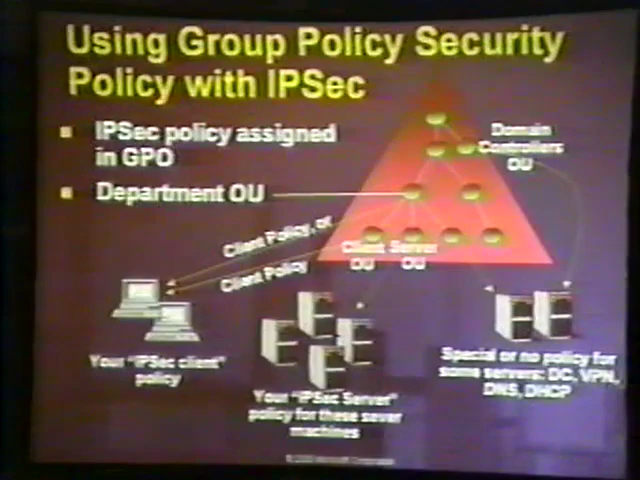 Using Group Policy Security
Policy with IPSec
IPSec policy assigned
in GPO
Department OU
Domain
Controllers
OU
Client Policy, or
Client Policy
Client Server
OU OU
Your "IPSec client"
policy
Your "IPSec Server"
policy for these sever
machines
Special or no policy for
some servers: DC, VPN,
DNS, DHCP